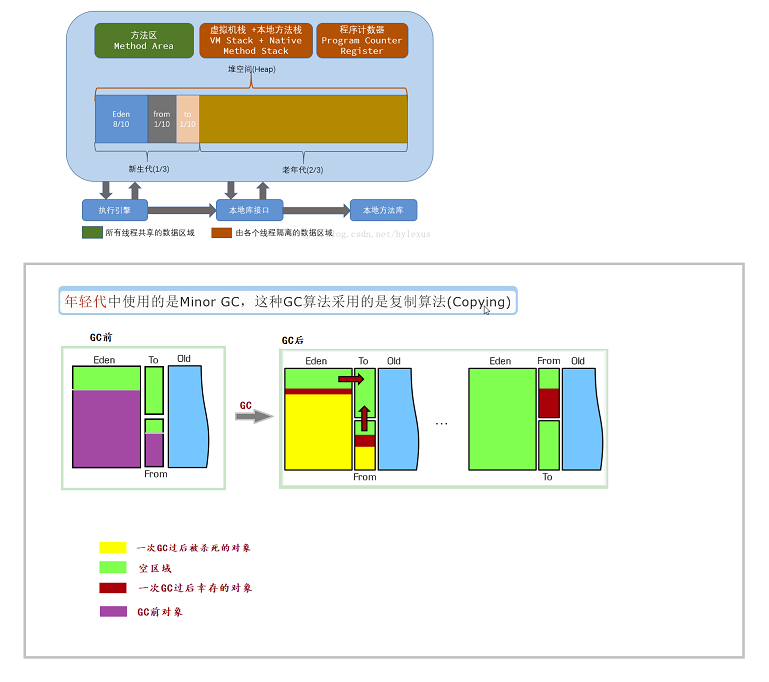 方法区
Method Area
虚拟机栈 +本地方法栈
VM Stack + Native
Method Stack
程序计数器
Program Counter
Register
堆空间(Heap)
Eden
8/10
from
1/10
to
1/10
新生代(1/3)
老年代(2/3)
执行引擎
本地库接口
本地方法库
所有线程共享的数据区域
由各个线程隔离的数据区域
og.csdn.net/hylexus
年轻代中使用的是Minor GC，这种GC算法采用的是复制算法(Copying)
GC前
Eden
To
Old
From
GC
GC后
Eden
To
Old
From
...
Eden
From
Old
To
一次GC过后被杀死的对象
空区域
一次GC过后幸存的对象
GC前对象